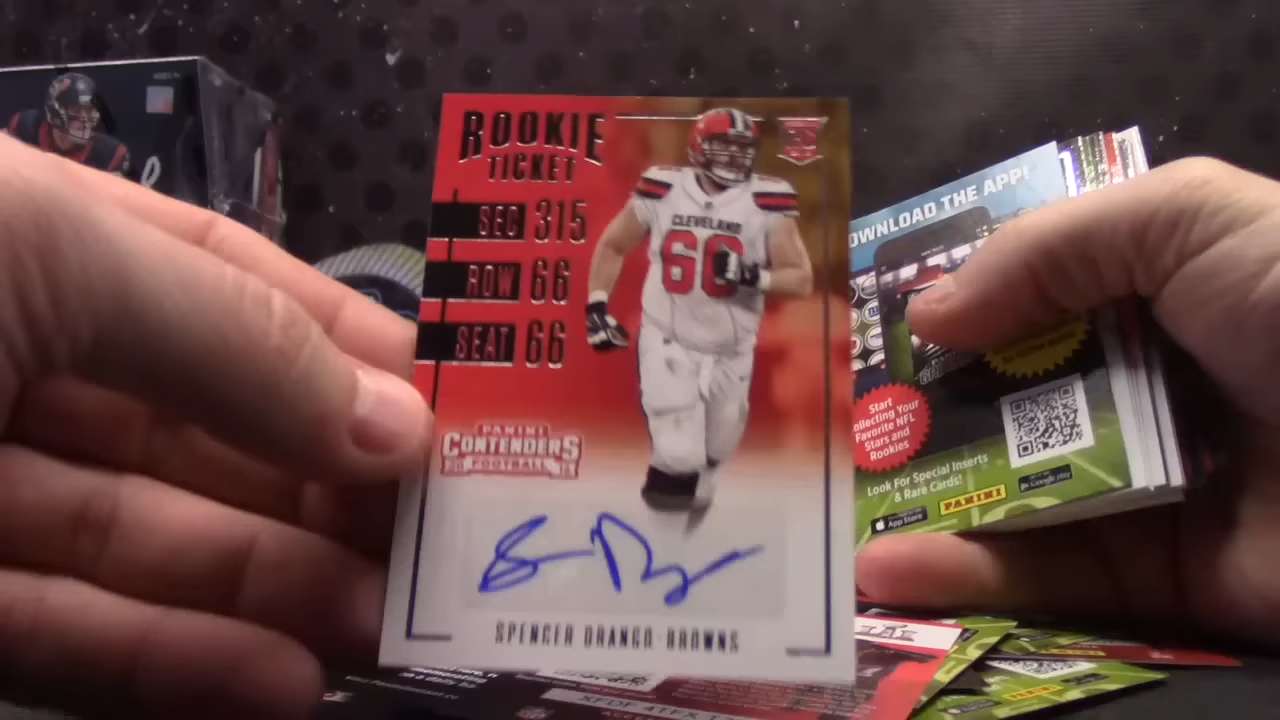 ROOKIE
TICKET
SEC 315
ROW 66
SEAT 66
CLEVELAND
PANINI
CONTENDERS
FOOTBALL
SPENCER DRANGO BROWNS
DOWNLOAD THE APP!
Start
Collecting Your
Favorite NFL
Stars and
Rookies
Look For Special Inserts
& Rare Cards!
PANINI
App Store
Google Play